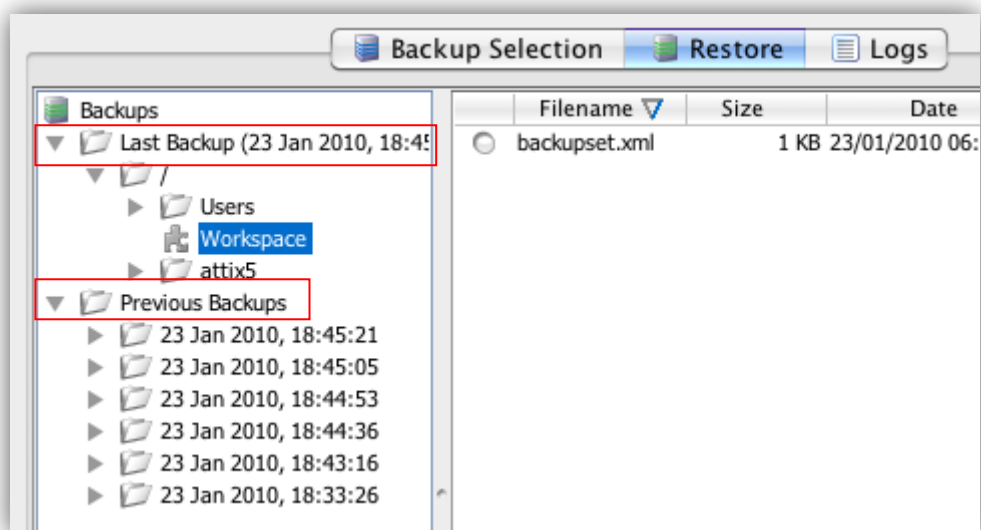 Backup Selection Restore Logs
Backups
Last Backup (23 Jan 2010, 18:45
/
Users
Workspace
attix5
Previous Backups
23 Jan 2010, 18:45:21
23 Jan 2010, 18:45:05
23 Jan 2010, 18:44:53
23 Jan 2010, 18:44:36
23 Jan 2010, 18:43:16
23 Jan 2010, 18:33:26
Filename Size Date
backupset.xml 1 KB 23/01/2010 06: